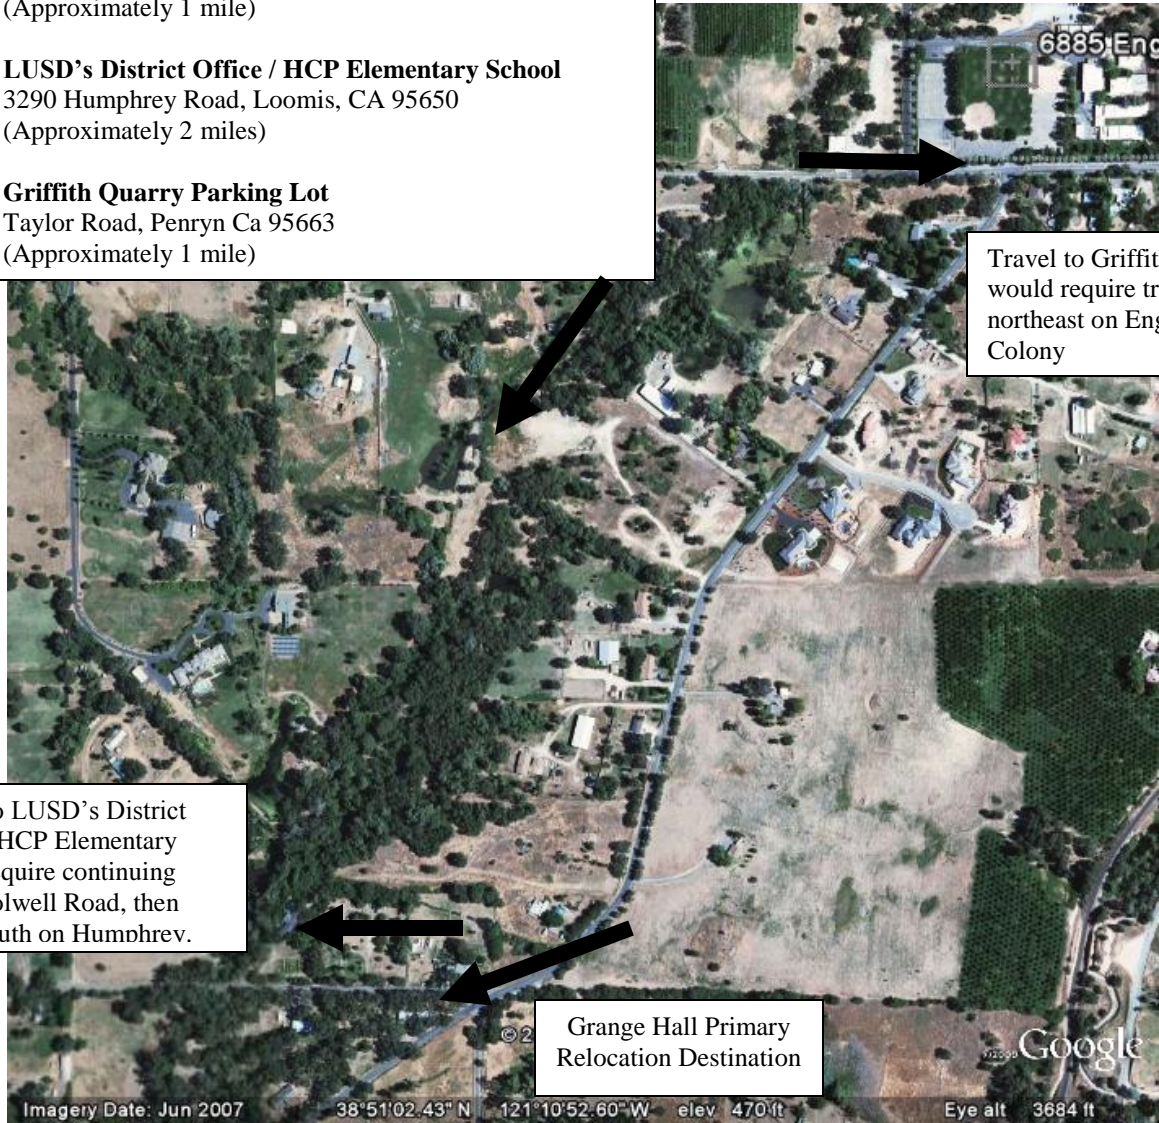 (Approximately 1 mile)
LUSD’s District Office / HCP Elementary School
3290 Humphrey Road, Loomis, CA 95650
(Approximately 2 miles)
Griffith Quarry Parking Lot
Taylor Road, Penryn Ca 95663
(Approximately 1 mile)
6885 Eng
Travel to Griffit
would require tr
northeast on Eng
Colony
LUSD’s District
HCP Elementary
quire continuing
olwell Road, then
uth on Humphrey.
Grange Hall Primary
Relocation Destination
© 2
Google
Imagery Date: Jun 2007 38°51'02.43" N 121°10'52.60" W elev 470 ft Eye alt 3684 ft